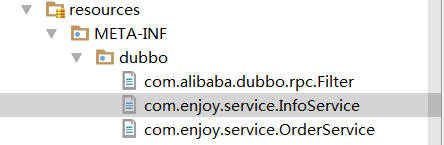 resources
META-INF
dubbo
com.alibaba.dubbo.rpc.Filter
com.enjoy.service.InfoService
com.enjoy.service.OrderService